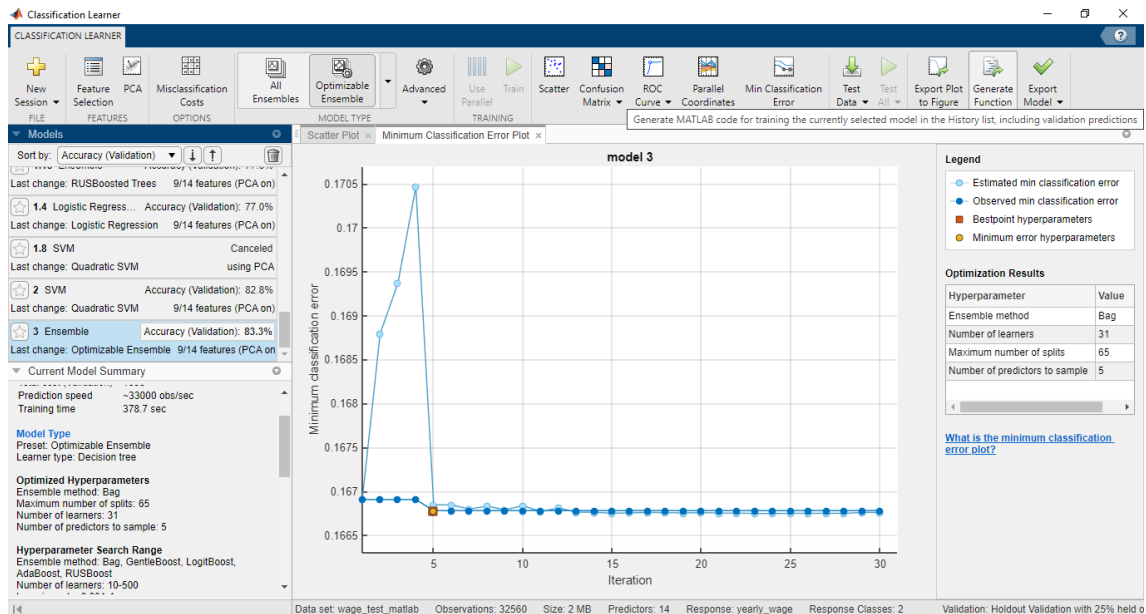 Classification Learner
CLASSIFICATION LEARNER
?
New Session
Feature Selection
PCA
Misclassification Costs
All Ensembles
Optimizable Ensemble
Advanced
Use Parallel
Train
Scatter
Confusion Matrix
ROC Curve
Parallel Coordinates
Min Classification Error
Test Data
Test All
Export Plot to Figure
Generate Function
Export Model
FILE
FEATURES
OPTIONS
MODEL TYPE
TRAINING
Generate MATLAB code for training the currently selected model in the History list, including validation predictions
Models
Sort by: Accuracy (Validation)
Last change: RUSBoosted Trees 9/14 features (PCA on)
1.4 Logistic Regress... Accuracy (Validation): 77.0%
Last change: Logistic Regression 9/14 features (PCA on)
1.8 SVM Canceled
Last change: Quadratic SVM using PCA
2 SVM Accuracy (Validation): 82.8%
Last change: Quadratic SVM 9/14 features (PCA on)
3 Ensemble Accuracy (Validation): 83.3%
Last change: Optimizable Ensemble 9/14 features (PCA on
Current Model Summary
Prediction speed ~33000 obs/sec
Training time 378.7 sec
Model Type
Preset: Optimizable Ensemble
Learner type: Decision tree
Optimized Hyperparameters
Ensemble method: Bag
Maximum number of splits: 65
Number of learners: 31
Number of predictors to sample: 5
Hyperparameter Search Range
Ensemble method: Bag, GentleBoost, LogitBoost,
AdaBoost, RUSBoost
Number of learners: 10-500
Scatter Plot
Minimum Classification Error Plot
model 3
Minimum classification error
0.1705
0.17
0.1695
0.169
0.1685
0.168
0.1675
0.167
0.1665
5 10 15 20 25 30
Iteration
Legend
Estimated min classification error
Observed min classification error
Bestpoint hyperparameters
Minimum error hyperparameters
Optimization Results
Hyperparameter Value
Ensemble method Bag
Number of learners 31
Maximum number of splits 65
Number of predictors to sample 5
What is the minimum classification
error plot?
Data set: wage_test_matlab Observations: 32560 Size: 2 MB Predictors: 14 Response: yearly_wage Response Classes: 2 Validation: Holdout Validation with 25% held